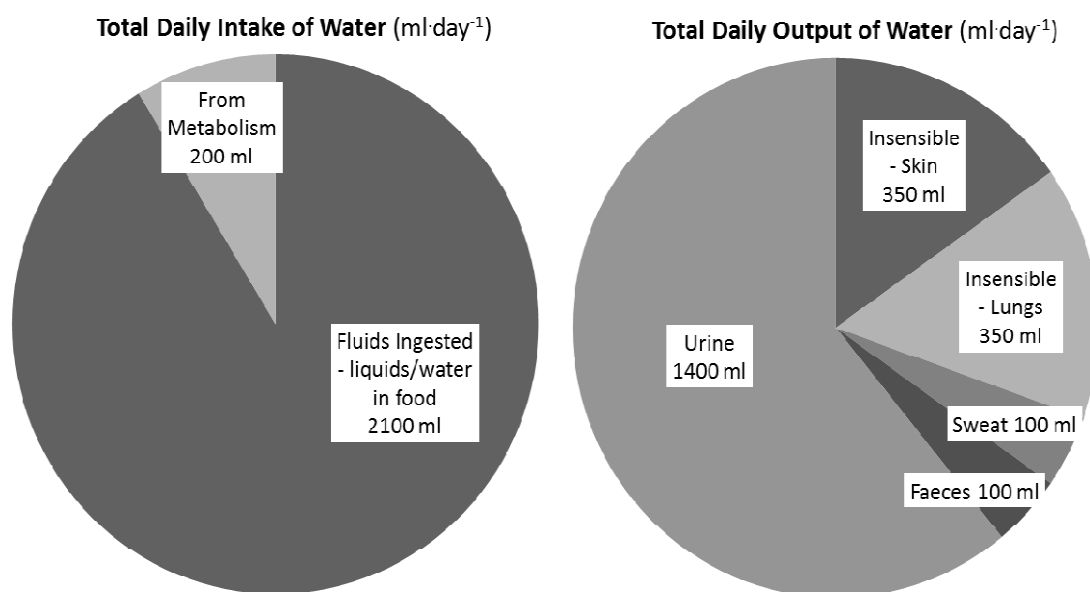 Total Daily Intake of Water (ml·day⁻¹)
From
Metabolism
200 ml
Fluids Ingested
- liquids/water
in food
2100 ml
Total Daily Output of Water (ml·day⁻¹)
Insensible
- Skin
350 ml
Insensible
- Lungs
350 ml
Urine
1400 ml
Sweat 100 ml
Faeces 100 ml